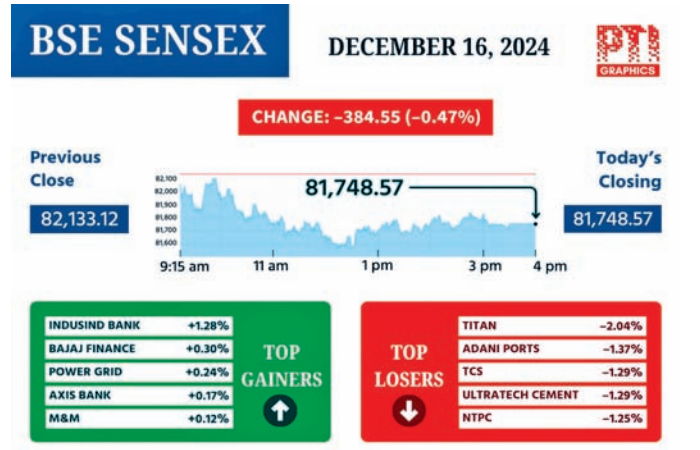 BSE SENSEX
DECEMBER 16, 2024
PTI
GRAPHICS
CHANGE: –384.55 (–0.47%)
Previous
Close
82,133.12
Today's
Closing
81,748.57
82,100
82,000
81,900
81,800
81,700
81,600
81,748.57
9:15 am
11 am
1 pm
3 pm
4 pm
INDUSIND BANK +1.28%
BAJAJ FINANCE +0.30%
POWER GRID +0.24%
AXIS BANK +0.17%
M&M +0.12%
TOP
GAINERS
TOP
LOSERS
TITAN –2.04%
ADANI PORTS –1.37%
TCS –1.29%
ULTRATECH CEMENT –1.29%
NTPC –1.25%